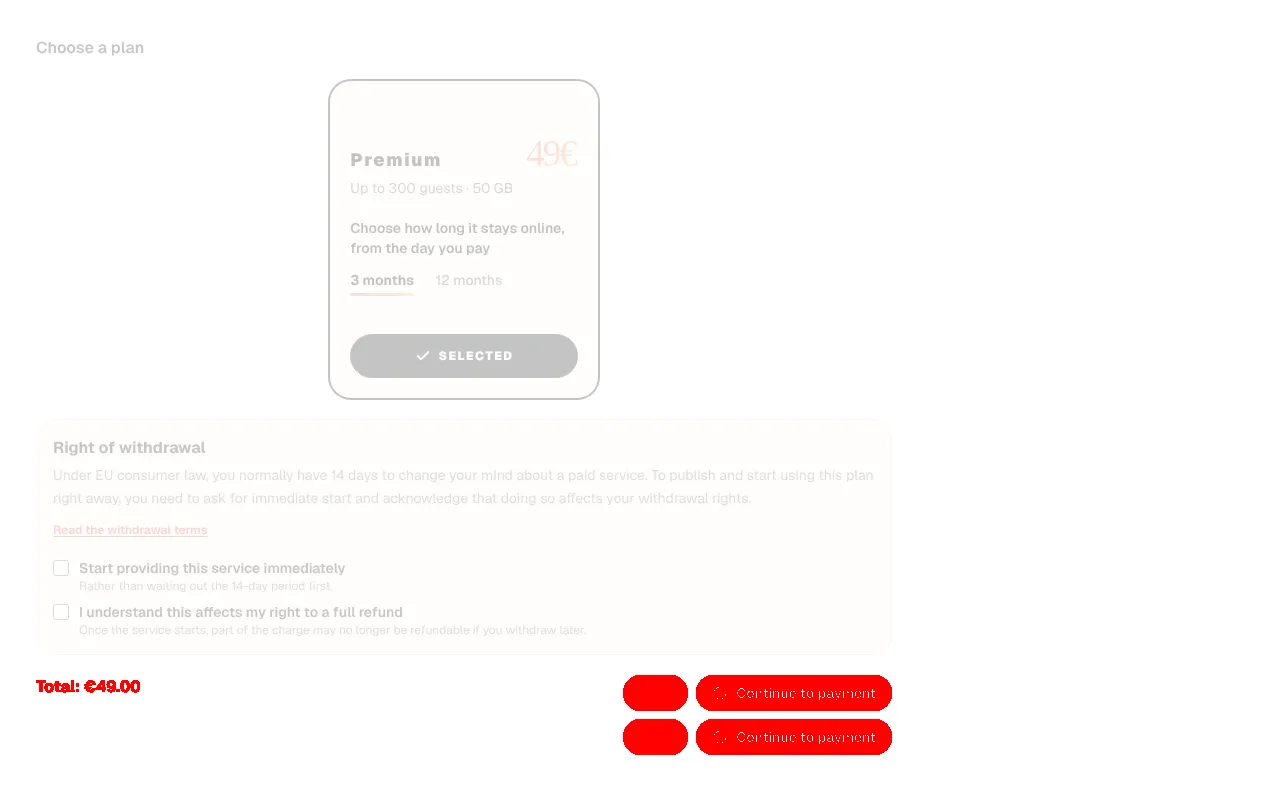 Choose a plan
Premium
49€
Up to 300 guests · 50 GB
Choose how long it stays online,
from the day you pay
3 months 12 months
SELECTED
Right of withdrawal
Under EU consumer law, you normally have 14 days to change your mind about a paid service. To publish and start using this plan
right away, you need to ask for immediate start and acknowledge that doing so affects your withdrawal rights.
Read the withdrawal terms
Start providing this service immediately
Rather than waiting out the 14-day period first.
I understand this affects my right to a full refund
Once the service starts, part of the charge may no longer be refundable if you withdraw later.
Total: €49.00
Continue to payment
Continue to payment